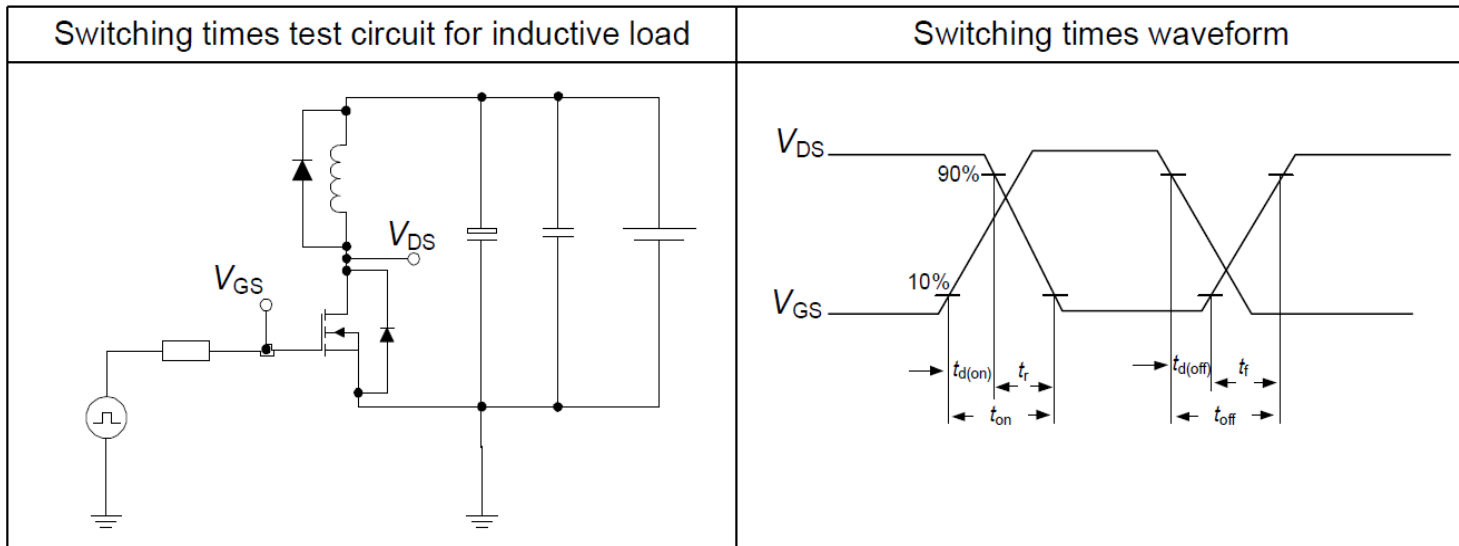 Switching times test circuit for inductive load
Switching times waveform
VDS
VGS
VDS
90%
10%
VGS
td(on)
tr
td(off)
tf
ton
toff